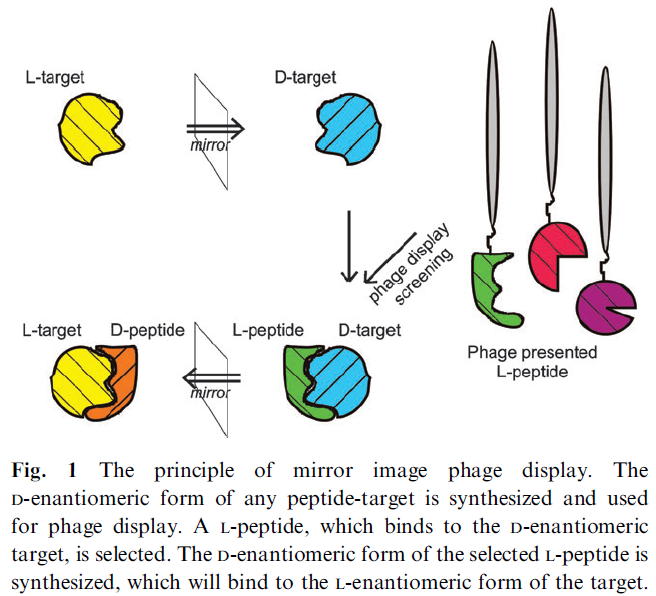 L-target
D-target
mirror
phage display
screening
Phage presented
L-peptide
L-target D-peptide L-peptide D-target
mirror
Fig. 1 The principle of mirror image phage display. The
D-enantiomeric form of any peptide-target is synthesized and used
for phage display. A L-peptide, which binds to the D-enantiomeric
target, is selected. The D-enantiomeric form of the selected L-peptide is
synthesized, which will bind to the L-enantiomeric form of the target.